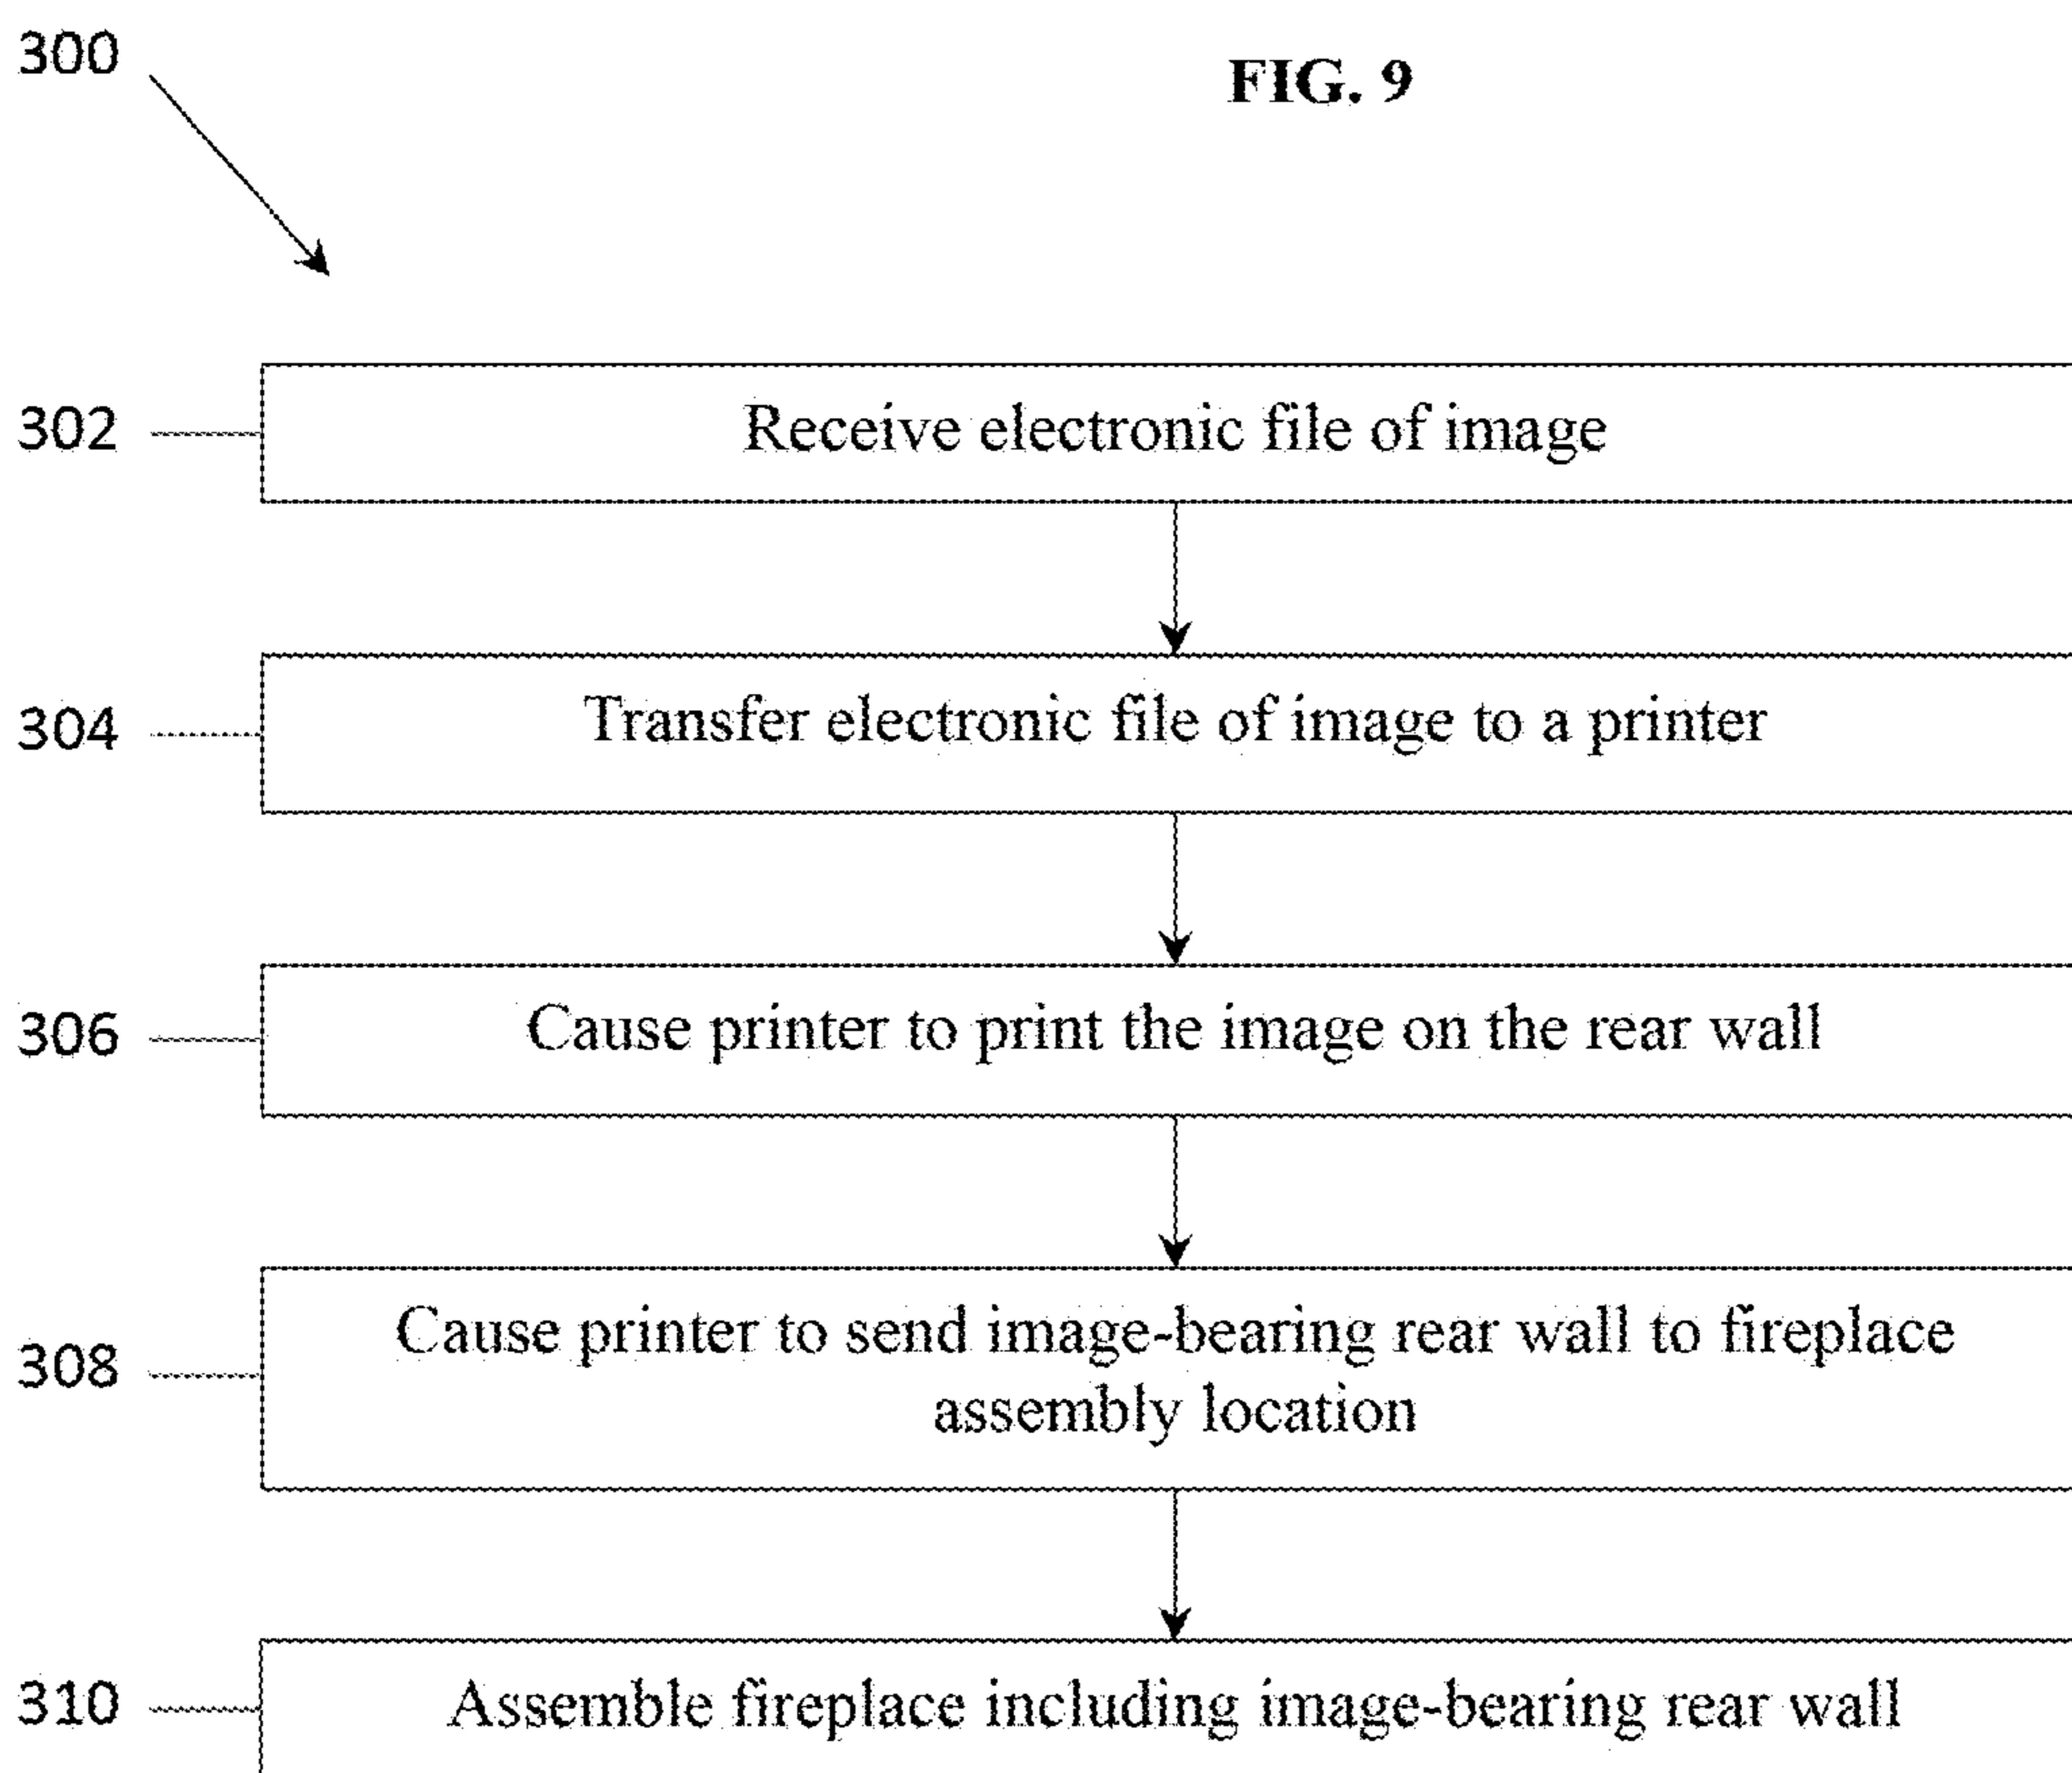 300
FIG. 9
302
Receive electronic file of image
304
Transfer electronic file of image to a printer
306
Cause printer to print the image on the rear wall
308
Cause printer to send image-bearing rear wall to fireplace
assembly location
310
Assemble fireplace including image-bearing rear wall